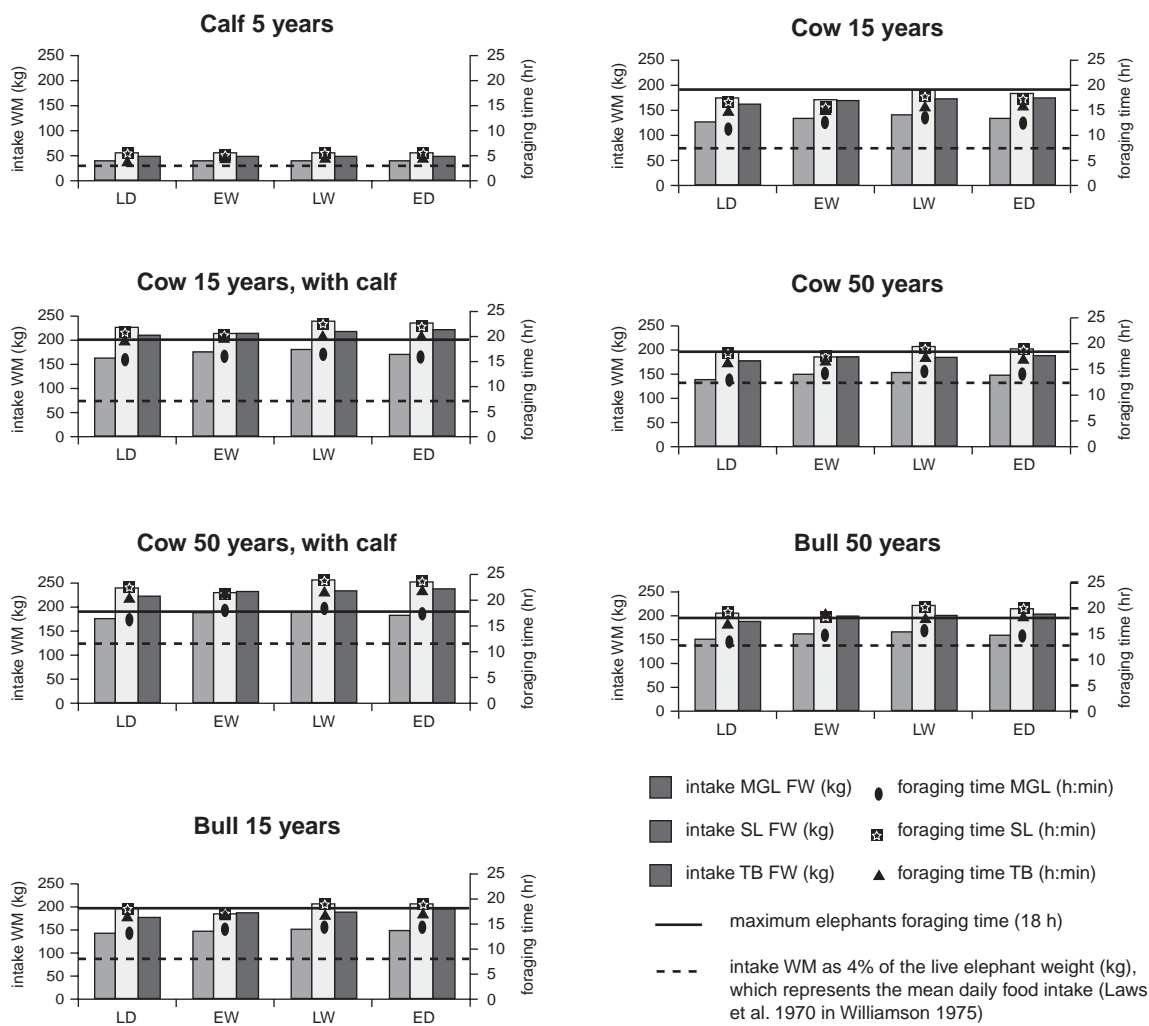 Calf 5 years
intake WM (kg)
250
200
150
100
50
0
25
20
15
10
5
0
foraging time (hr)
LD EW LW ED
Cow 15 years
intake WM (kg)
250
200
150
100
50
0
25
20
15
10
5
0
foraging time (hr)
LD EW LW ED
Cow 15 years, with calf
intake WM (kg)
250
200
150
100
50
0
25
20
15
10
5
0
foraging time (hr)
LD EW LW ED
Cow 50 years
intake WM (kg)
250
200
150
100
50
0
25
20
15
10
5
0
foraging time (hr)
LD EW LW ED
Cow 50 years, with calf
intake WM (kg)
250
200
150
100
50
0
25
20
15
10
5
0
foraging time (hr)
LD EW LW ED
Bull 50 years
intake WM (kg)
250
200
150
100
50
0
25
20
15
10
5
0
foraging time (hr)
LD EW LW ED
Bull 15 years
intake WM (kg)
250
200
150
100
50
0
25
20
15
10
5
0
foraging time (hr)
LD EW LW ED
intake MGL FW (kg) foraging time MGL (h:min)
intake SL FW (kg) foraging time SL (h:min)
intake TB FW (kg) foraging time TB (h:min)
maximum elephants foraging time (18 h)
intake WM as 4% of the live elephant weight (kg),
which represents the mean daily food intake (Laws
et al. 1970 in Williamson 1975)